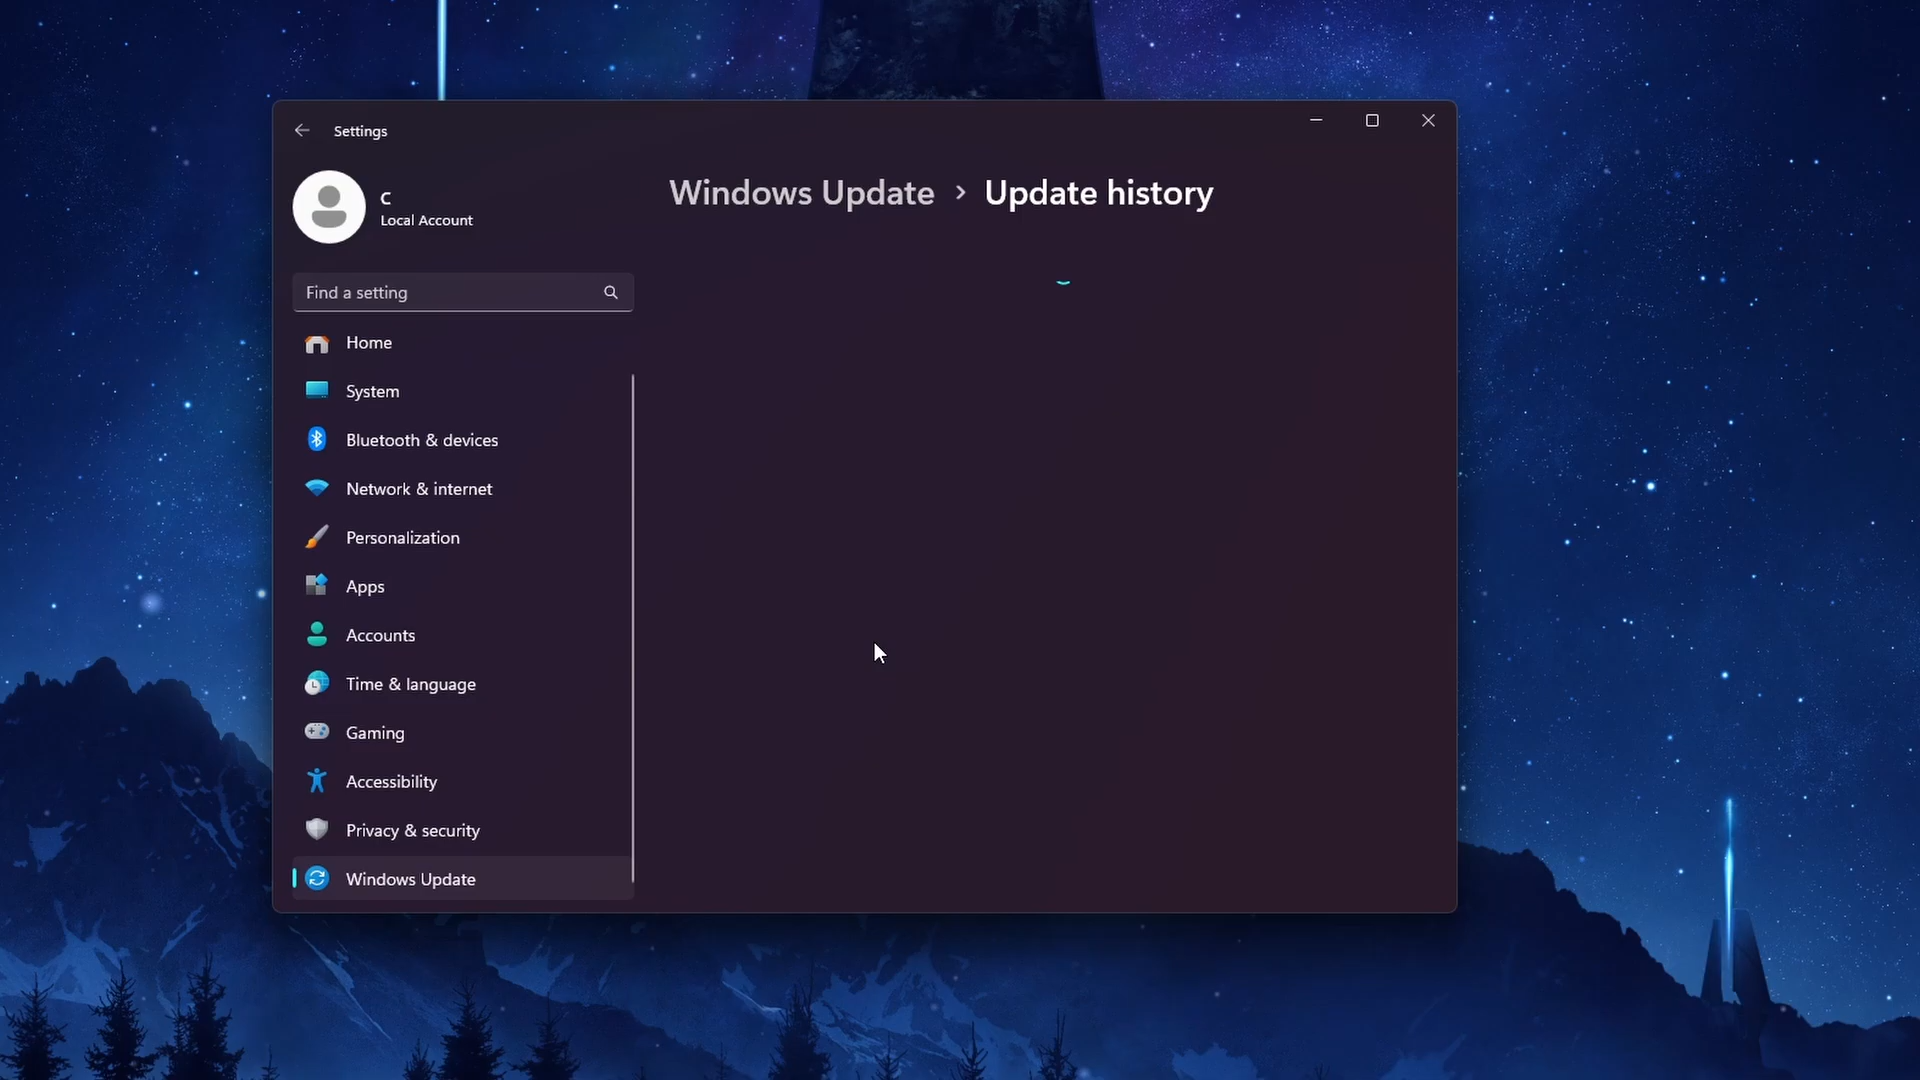 Settings
C
Local Account
Windows Update > Update history
Find a setting
Home
System
Bluetooth & devices
Network & internet
Personalization
Apps
Accounts
Time & language
Gaming
Accessibility
Privacy & security
Windows Update